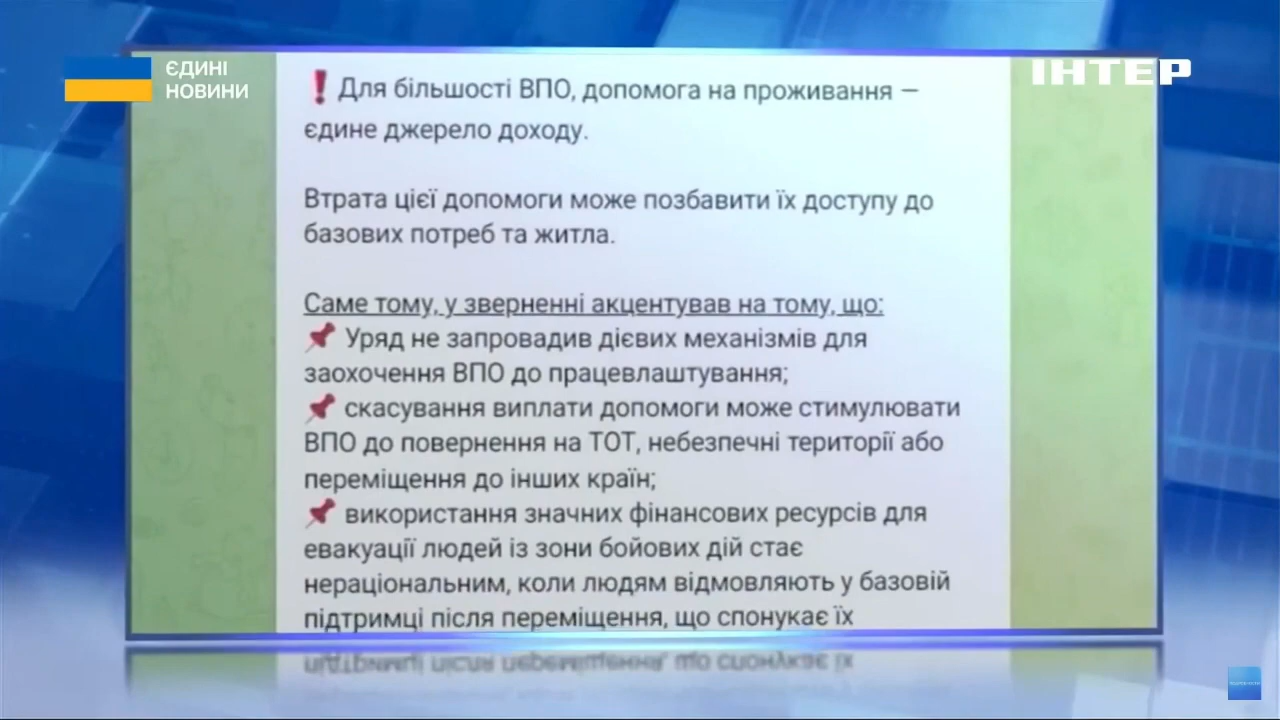 ЄДИНІ
НОВИНИ
ІНТЕР
Для більшості ВПО, допомога на проживання —
єдине джерело доходу.
Втрата цієї допомоги може позбавити їх доступу до
базових потреб та житла.
Саме тому, у зверненні акцентував на тому, що:
Уряд не запровадив дієвих механізмів для
заохочення ВПО до працевлаштування;
скасування виплати допомоги може стимулювати
ВПО до повернення на ТОТ, небезпечні території або
переміщення до інших країн;
використання значних фінансових ресурсів для
евакуації людей із зони бойових дій стає
нераціональним, коли людям відмовляють у базовій
підтримці після переміщення, що спонукає їх